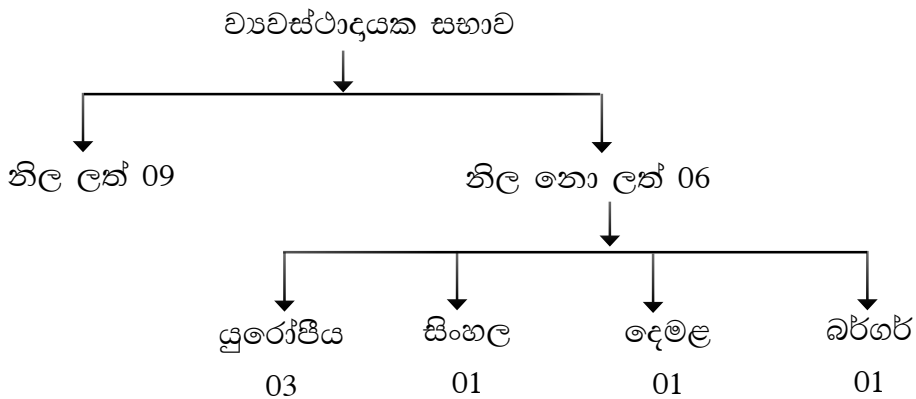 ව්‍යවස්ථාදායක සභාව
නිල ලත් 09 නිල නො ලත් 06
යුරෝපීය සිංහල දෙමළ බර්ගර්
03 01 01 01